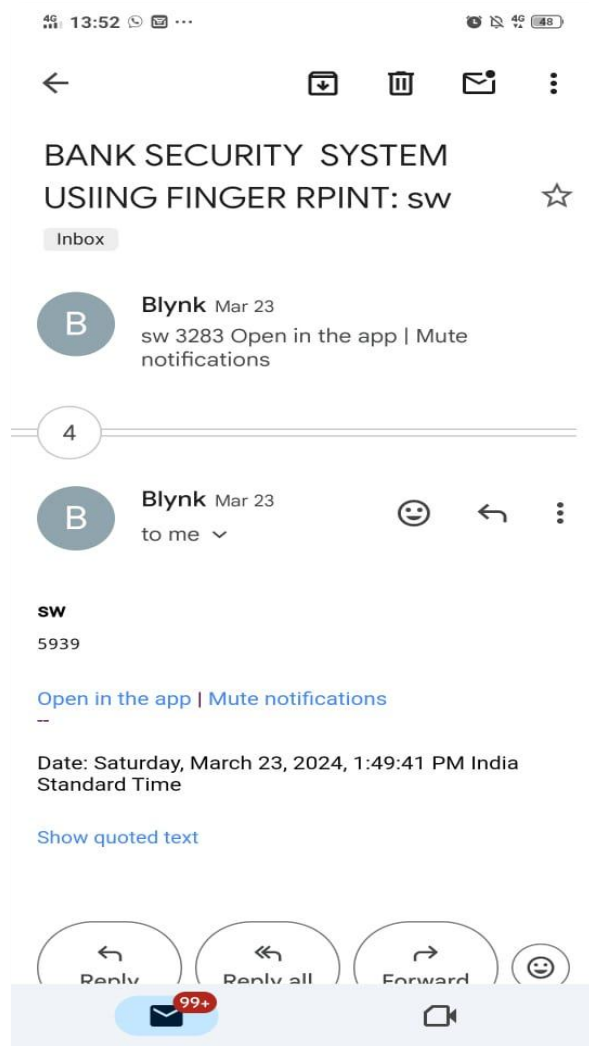 4G 13:52 ...
4G 48
BANK SECURITY SYSTEM
USIING FINGER RPINT: sw
Inbox
B
Blynk Mar 23
sw 3283 Open in the app | Mute
notifications
4
B
Blynk Mar 23
to me
sw
5939
Open in the app | Mute notifications
--
Date: Saturday, March 23, 2024, 1:49:41 PM India
Standard Time
Show quoted text
Reply Reply all Forward
99+